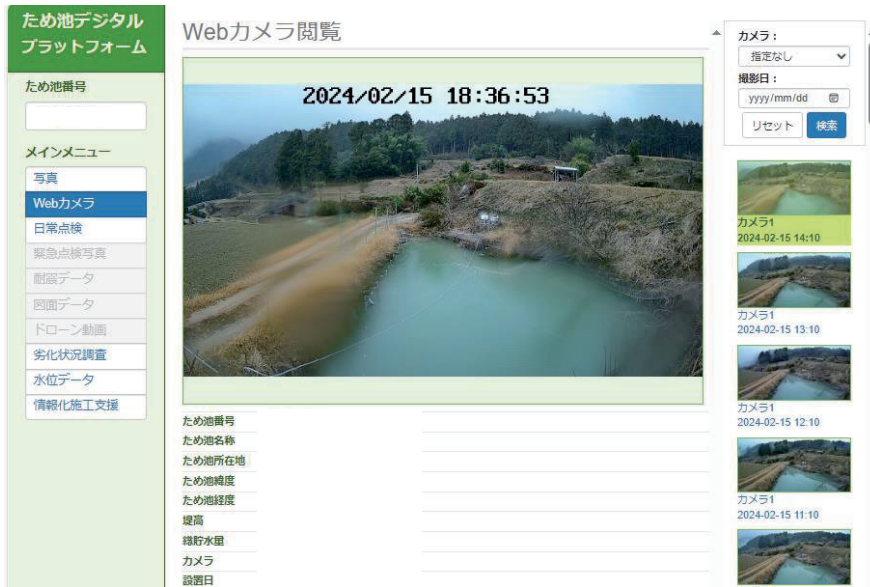 ため池デジタル
プラットフォーム
ため池番号
メインメニュー
写真
Webカメラ
日常点検
緊急点検写真
耐震データ
図面データ
ドローン動画
劣化状況調査
水位データ
情報化施工支援
Webカメラ閲覧
2024/02/15 18:36:53
ため池番号
ため池名称
ため池所在地
ため池緯度
ため池経度
堤高
総貯水量
カメラ
設置日
カメラ：
指定なし
撮影日：
yyyy/mm/dd
リセット 検索
カメラ1
2024-02-15 14:10
カメラ1
2024-02-15 13:10
カメラ1
2024-02-15 12:10
カメラ1
2024-02-15 11:10